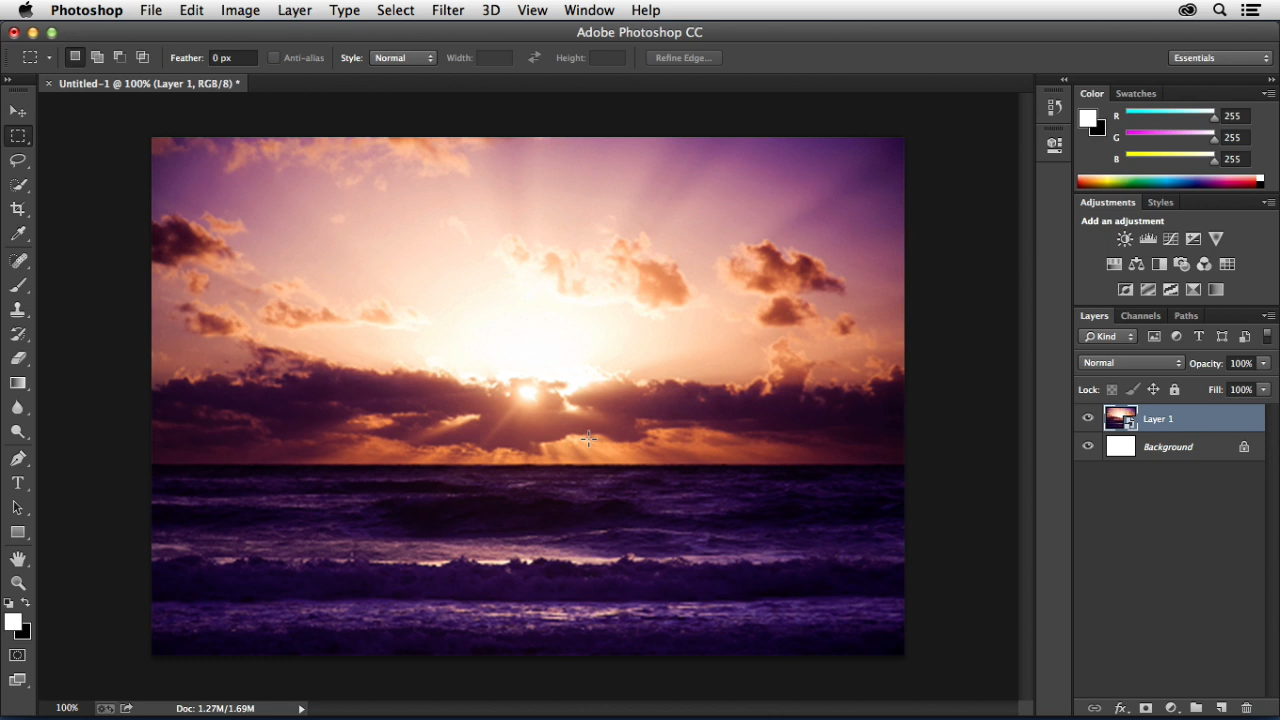 Photoshop File Edit Image Layer Type Select Filter 3D View Window Help
Adobe Photoshop CC
Feather: 0 px Anti-alias Style: Normal Width: Height: Refine Edge... Essentials
× Untitled-1 @ 100% (Layer 1, RGB/8) *
Color Swatches
R 255
G 255
B 255
Adjustments Styles
Add an adjustment
Layers Channels Paths
Kind
Normal Opacity: 100%
Lock: Fill: 100%
Layer 1
Background
100% Doc: 1.27M/1.69M